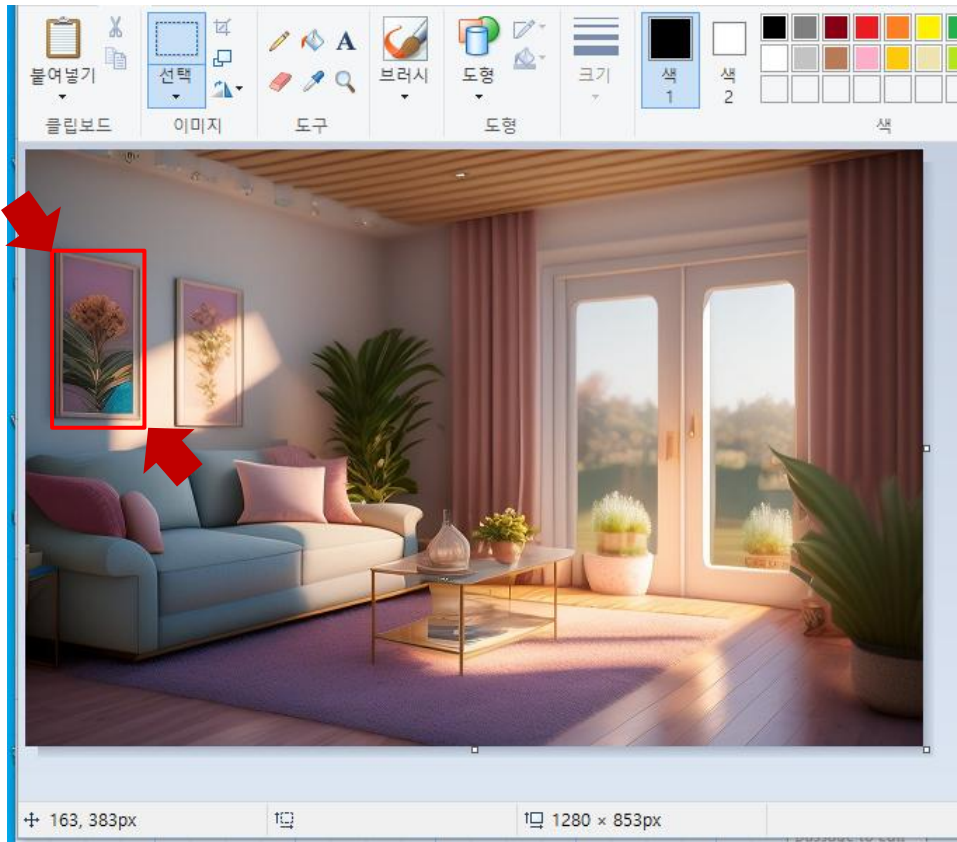 붙여넣기
선택
A
브러시
도형
크기
색
1
색
2
클립보드
이미지
도구
도형
색
163, 383px
1280 × 853px